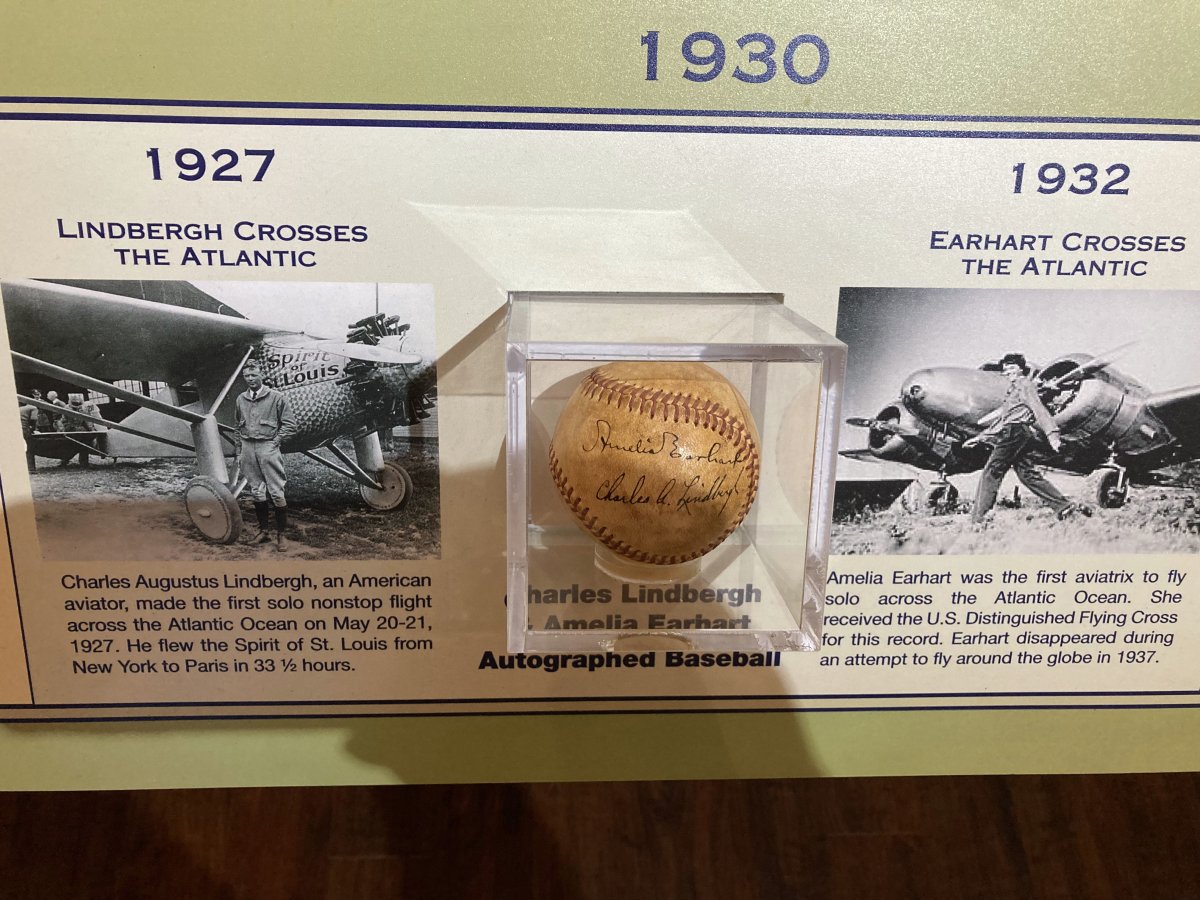 1930
1927
LINDBERGH CROSSES
THE ATLANTIC
Spirit
of
St.Louis
Charles Augustus Lindbergh, an American
aviator, made the first solo nonstop flight
across the Atlantic Ocean on May 20-21,
1927. He flew the Spirit of St. Louis from
New York to Paris in 33 ½ hours.
Amelia Earhart
Charles A. Lindbergh
Charles Lindbergh
& Amelia Earhart
Autographed Baseball
1932
EARHART CROSSES
THE ATLANTIC
Amelia Earhart was the first aviatrix to fly
solo across the Atlantic Ocean. She
received the U.S. Distinguished Flying Cross
for this record. Earhart disappeared during
an attempt to fly around the globe in 1937.